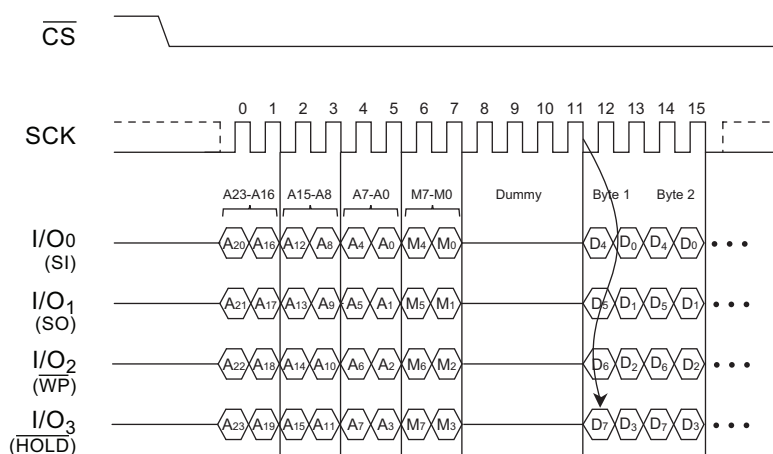 CS
0 1 2 3 4 5 6 7 8 9 10 11 12 13 14 15
SCK
A23-A16 A15-A8 A7-A0 M7-M0 Dummy Byte 1 Byte 2
I/O0 A20 A16 A12 A8 A4 A0 M4 M0 D4 D0 D4 D0 • • •
(SI)
I/O1 A21 A17 A13 A9 A5 A1 M5 M1 D5 D1 D5 D1 • • •
(SO)
I/O2 A22 A18 A14 A10 A6 A2 M6 M2 D6 D2 D6 D2 • • •
(WP)
I/O3 A23 A19 A15 A11 A7 A3 M7 M3 D7 D3 D7 D3 • • •
(HOLD)